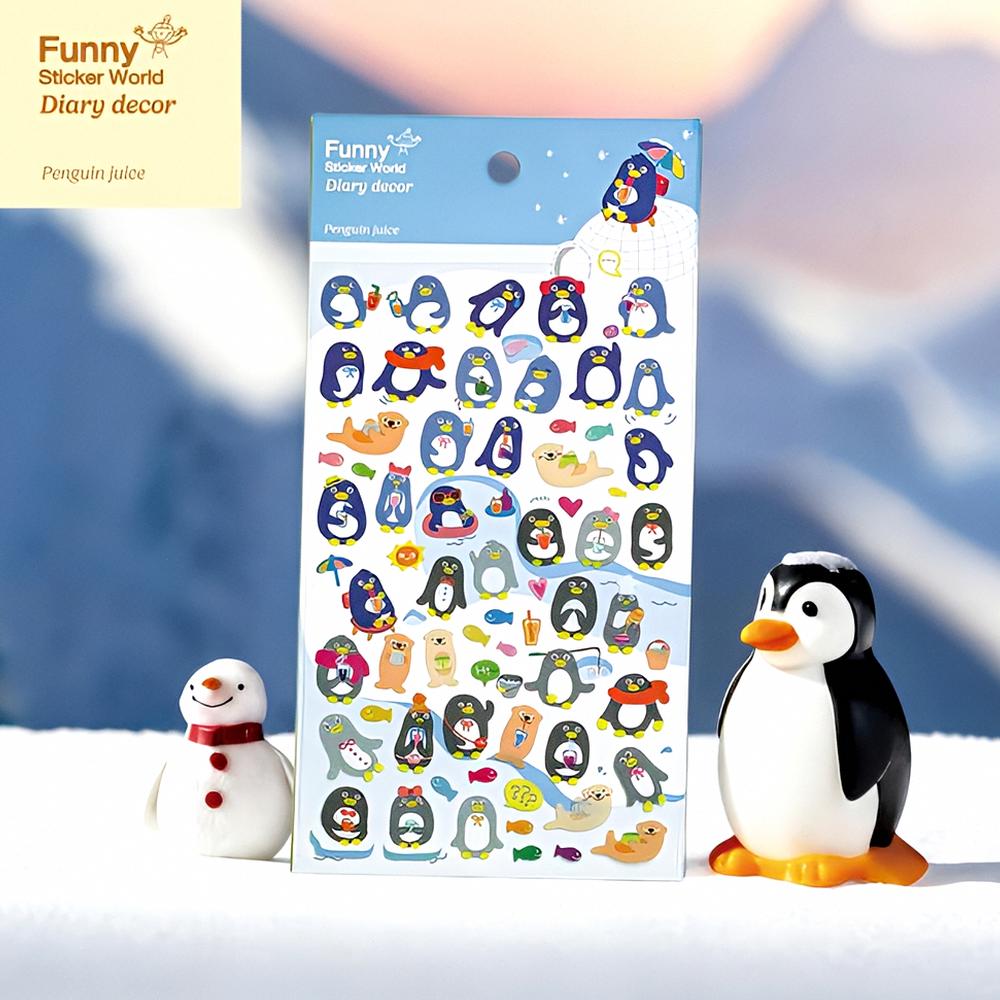 Funny
Sticker World
Diary decor
Penguin juice
Funny
Sticker World
Diary decor
Penguin juice
Hi
???